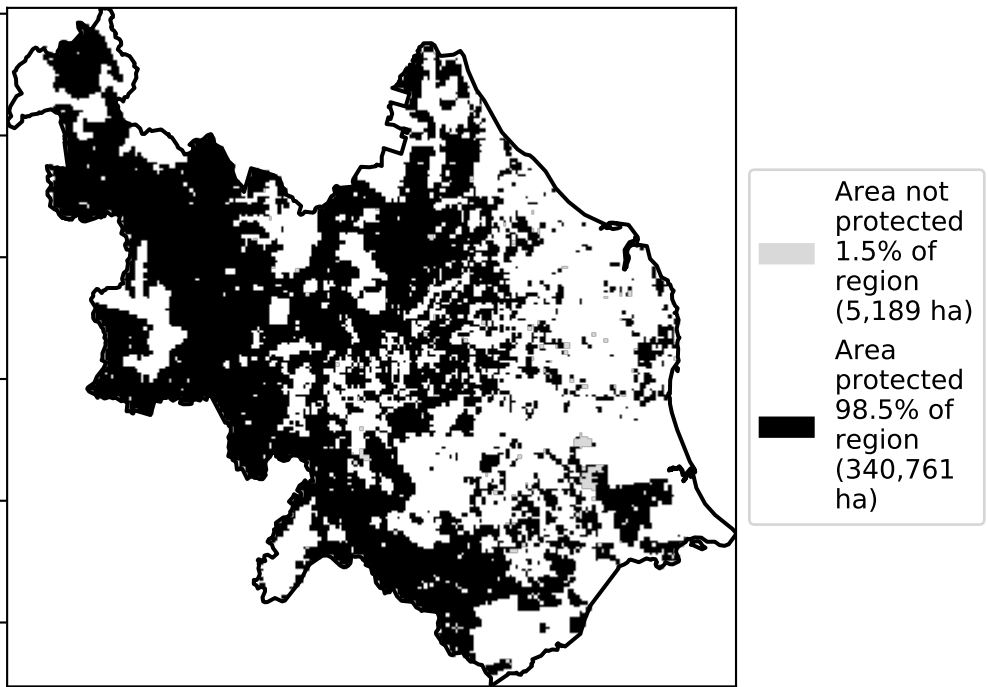 Area not
protected
1.5% of
region
(5,189 ha)
Area
protected
98.5% of
region
(340,761
ha)